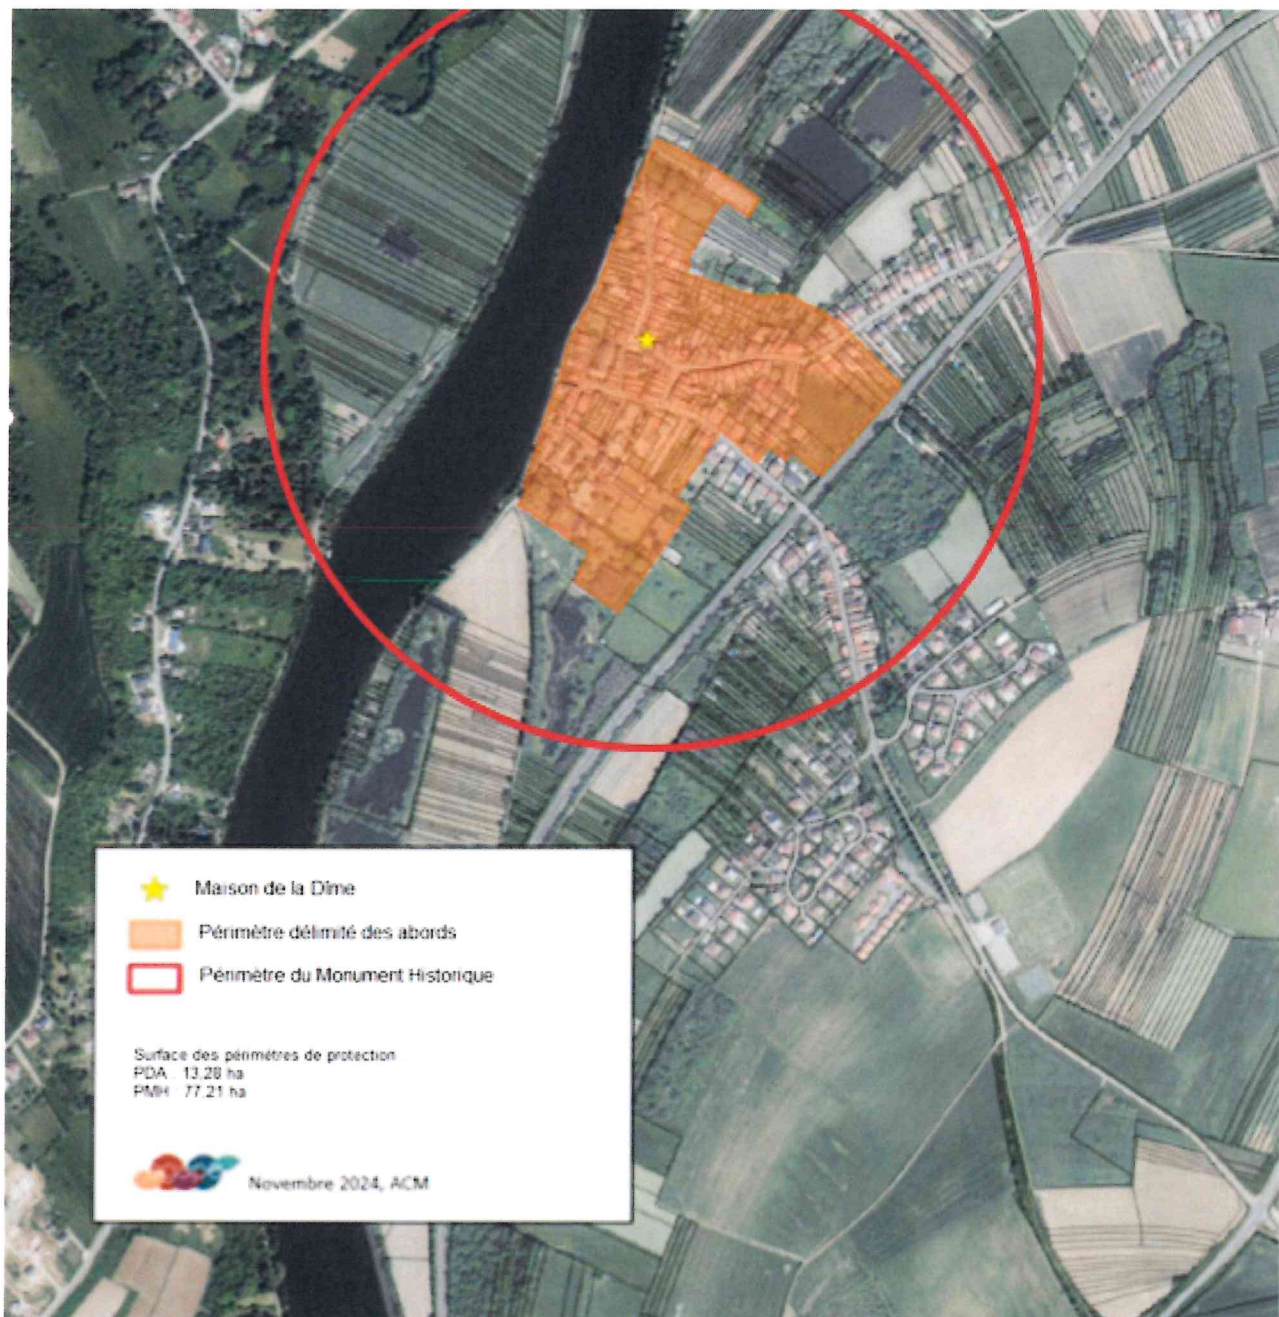 Maison de la Dîme
Périmètre délimité des abords
Périmètre du Monument Historique
Surface des périmètres de protection
PDA : 13,28 ha
PMH : 77,21 ha
Novembre 2024, ACM